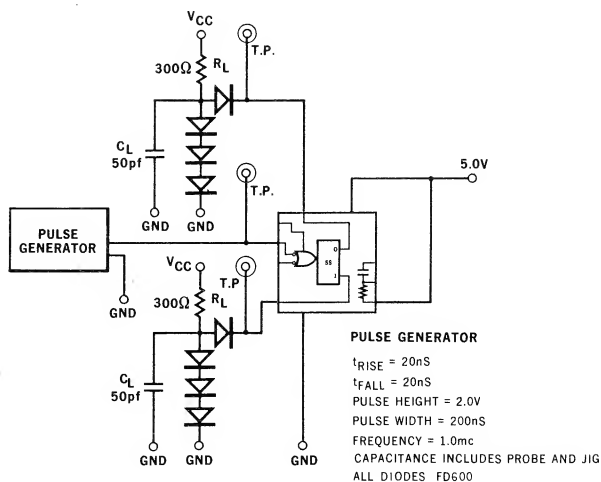 VCC
T.P.
300Ω RL
CL
50pf
T.P.
5.0V
GND GND
PULSE
GENERATOR
VCC
T.P
GND
300Ω RL
0
SS
1
PULSE GENERATOR
tRISE = 20nS
tFALL = 20nS
CL
50pf
PULSE HEIGHT = 2.0V
PULSE WIDTH = 200nS
FREQUENCY = 1.0mc
GND GND GND
CAPACITANCE INCLUDES PROBE AND JIG
ALL DIODES FD600